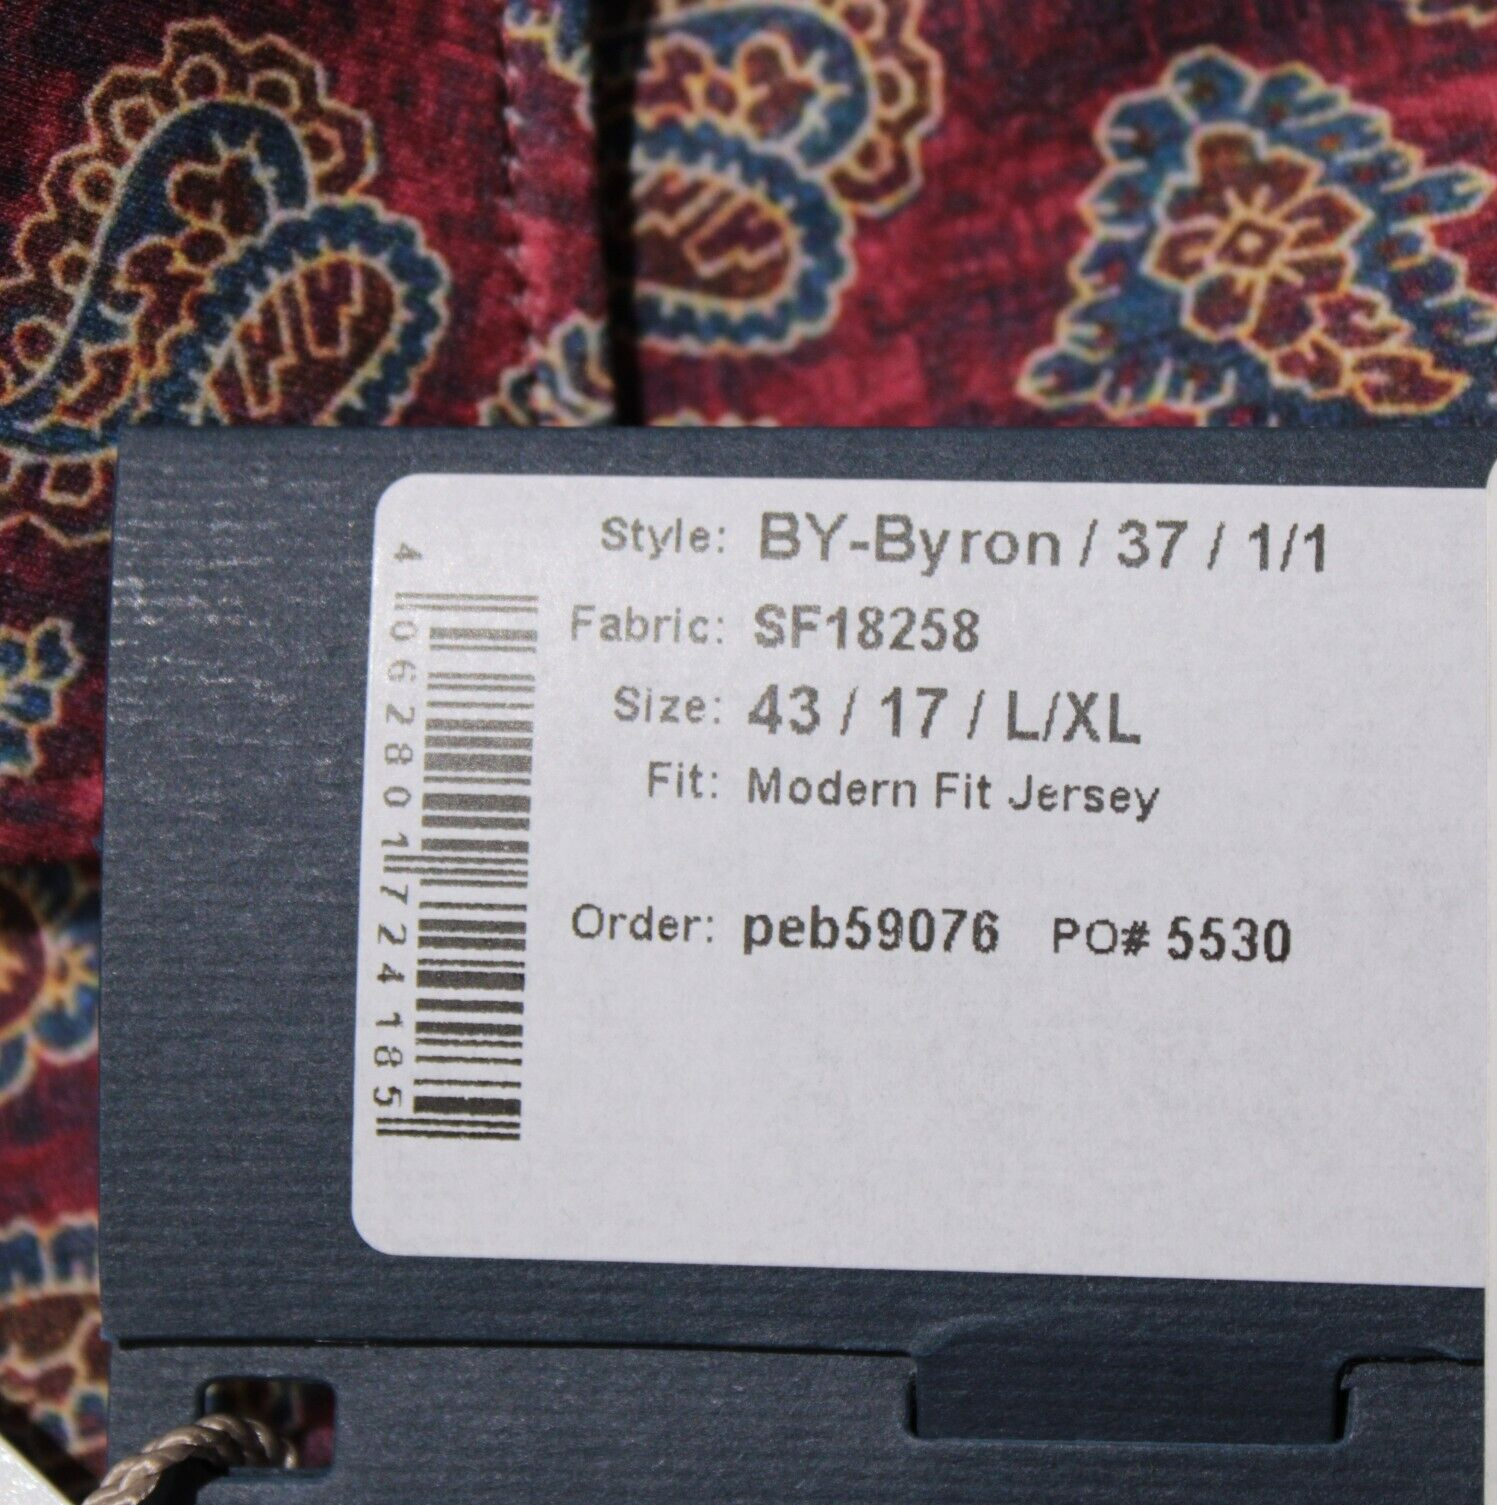 Style: BY-Byron / 37 / 1/1
Fabric: SF18258
Size: 43 / 17 / L/XL
Fit: Modern Fit Jersey
Order: peb59076 PO# 5530
4 062801 724185